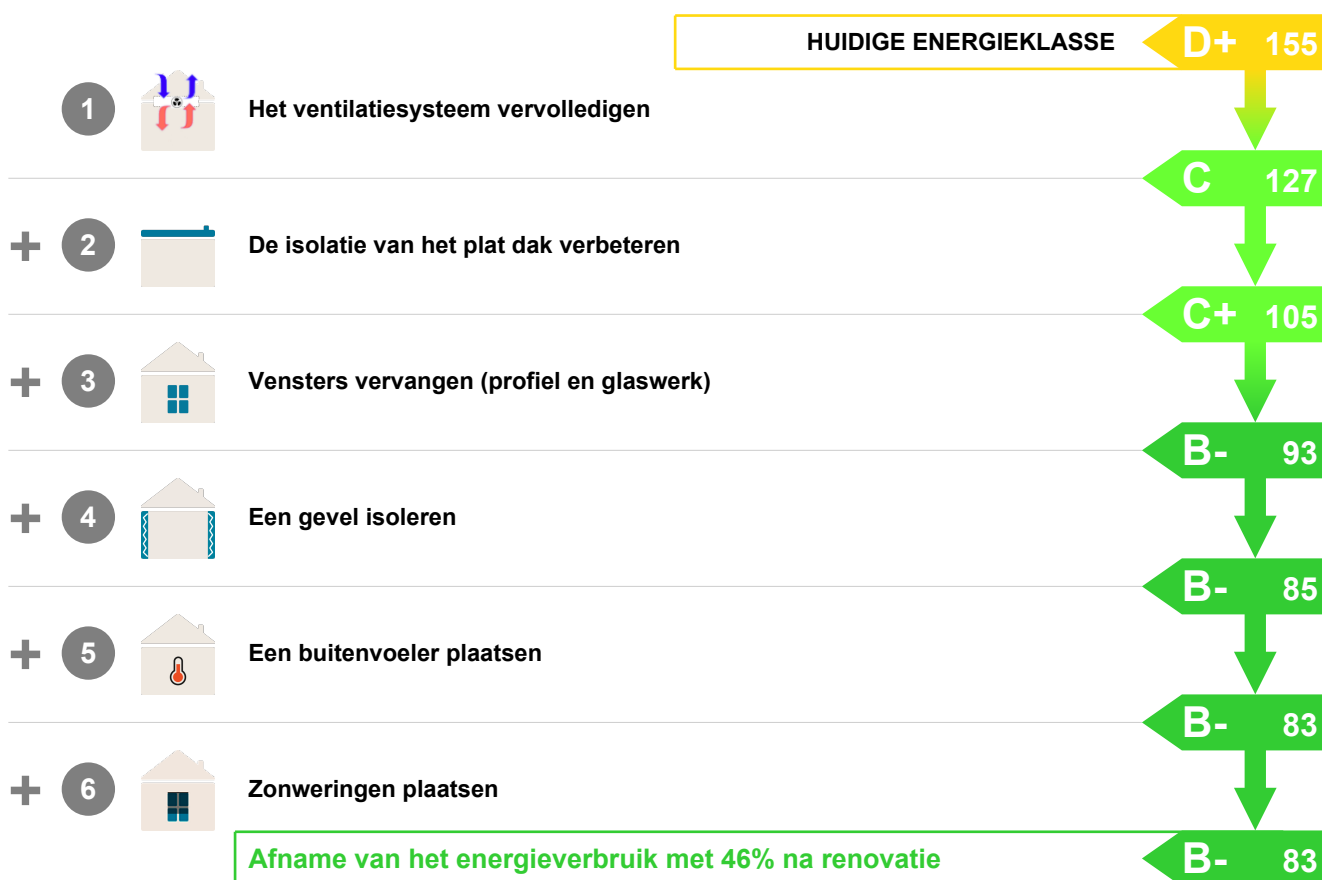 HUIDIGE ENERGIEKLASSE D+ 155
1 Het ventilatiesysteem vervolledigen
C 127
+ 2 De isolatie van het plat dak verbeteren
C+ 105
+ 3 Vensters vervangen (profiel en glaswerk)
B- 93
+ 4 Een gevel isoleren
B- 85
+ 5 Een buitenvoeler plaatsen
B- 83
+ 6 Zonweringen plaatsen
Afname van het energieverbruik met 46% na renovatie B- 83